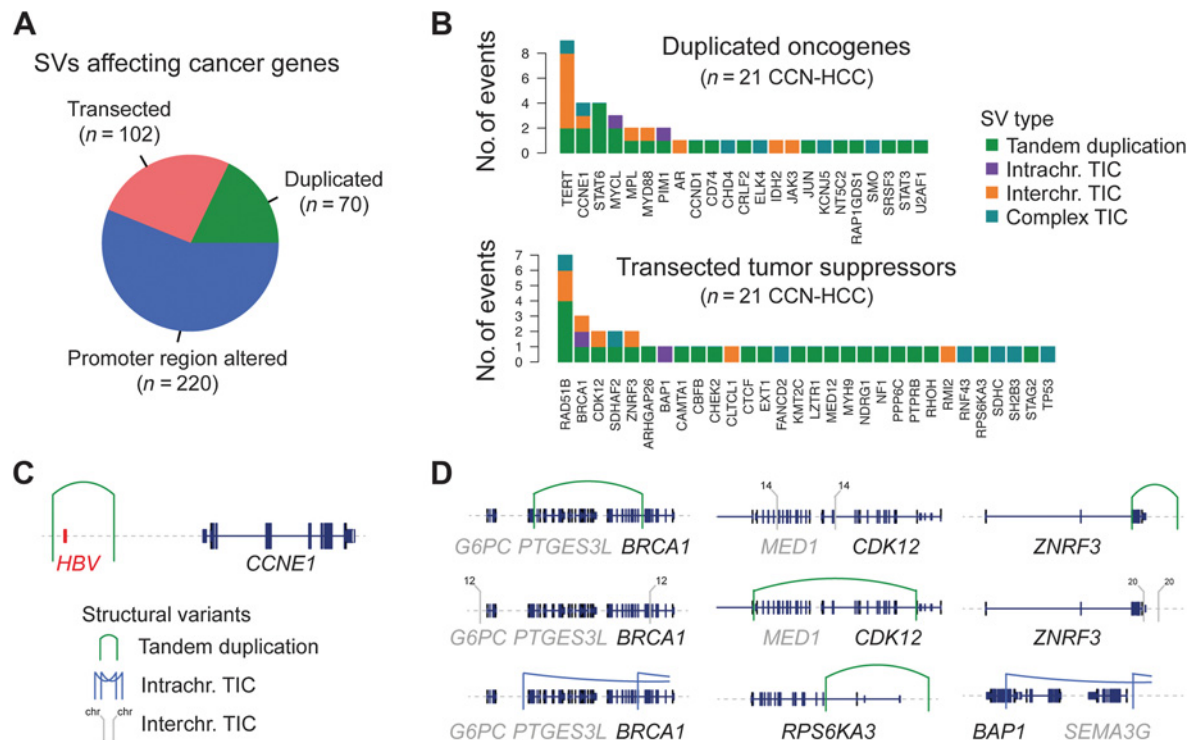 A
SVs affecting cancer genes
Transected
(n = 102)
Duplicated
(n = 70)
Promoter region altered
(n = 220)
B
Duplicated oncogenes
(n = 21 CCN-HCC)
No. of events
8
6
4
2
0
TERT
CCNE1
STAT6
MYCL
MPL
MYD88
PIM1
AR
CCND1
CD74
CHD4
CRLF2
ELK4
IDH2
JAK3
JUN
KCNJ5
NT5C2
RAP1GDS1
SMO
SRSF3
STAT3
U2AF1
SV type
Tandem duplication
Intrachr. TIC
Interchr. TIC
Complex TIC
Transected tumor suppressors
(n = 21 CCN-HCC)
No. of events
7
6
5
4
3
2
1
0
RAD51B
BRCA1
CDK12
SDHAF2
ZNRF3
ARHGAP26
BAP1
CAMTA1
CBFB
CHEK2
CLTCL1
CTCF
EXT1
FANCD2
KMT2C
LZTR1
MED12
MYH9
NDRG1
NF1
PPP6C
PTPRB
RHOH
RMI2
RNF43
RPS6KA3
SDHC
SH2B3
STAG2
TP53
C
HBV CCNE1
Structural variants
Tandem duplication
Intrachr. TIC
chr chr
Interchr. TIC
D
G6PC PTGES3L BRCA1
14 14
MED1 CDK12
ZNRF3
12 12
G6PC PTGES3L BRCA1
MED1 CDK12
20 20
ZNRF3
G6PC PTGES3L BRCA1
RPS6KA3
BAP1 SEMA3G